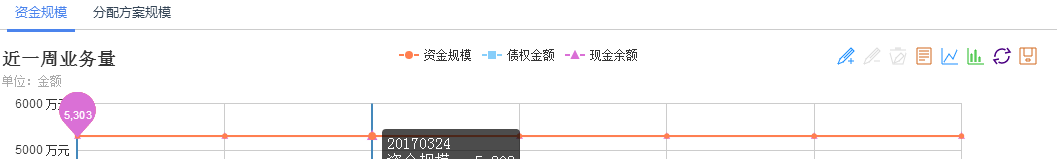 资金规模 分配方案规模
近一周业务量
资金规模 债权金额 现金余额
单位：金额
6000 万元
5,303
20170324
5000 万元